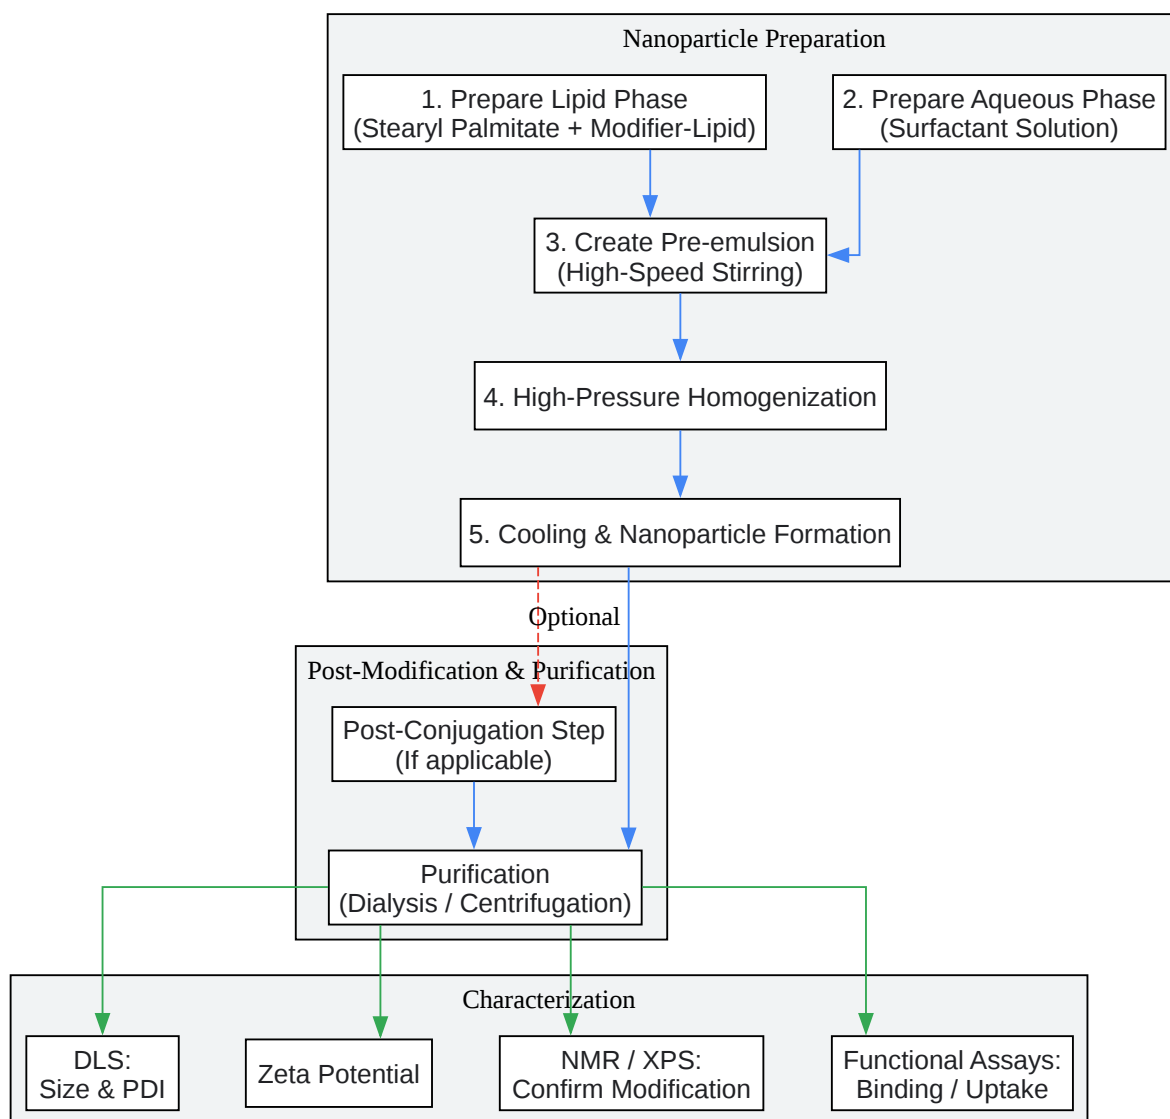 Nanoparticle Preparation
1. Prepare Lipid Phase
(Stearyl Palmitate + Modifier-Lipid)
2. Prepare Aqueous Phase
(Surfactant Solution)
3. Create Pre-emulsion
(High-Speed Stirring)
4. High-Pressure Homogenization
5. Cooling & Nanoparticle Formation
Optional
Post-Modification & Purification
Post-Conjugation Step
(If applicable)
Purification
(Dialysis / Centrifugation)
Characterization
DLS:
Size & PDI
Zeta Potential
NMR / XPS:
Confirm Modification
Functional Assays:
Binding / Uptake